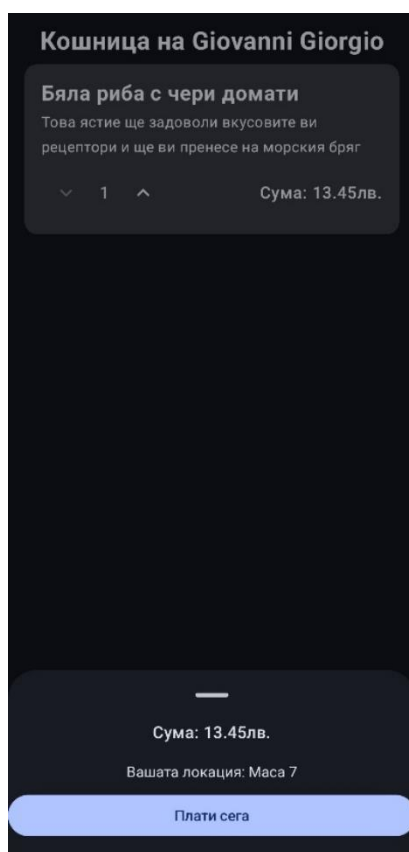 Кошница на Giovanni Giorgio
Бяла риба с чери домати
Това ястие ще задоволи вкусовите ви
рецептори и ще ви пренесе на морския бряг
1
Сума: 13.45лв.
Сума: 13.45лв.
Вашата локация: Маса 7
Плати сега